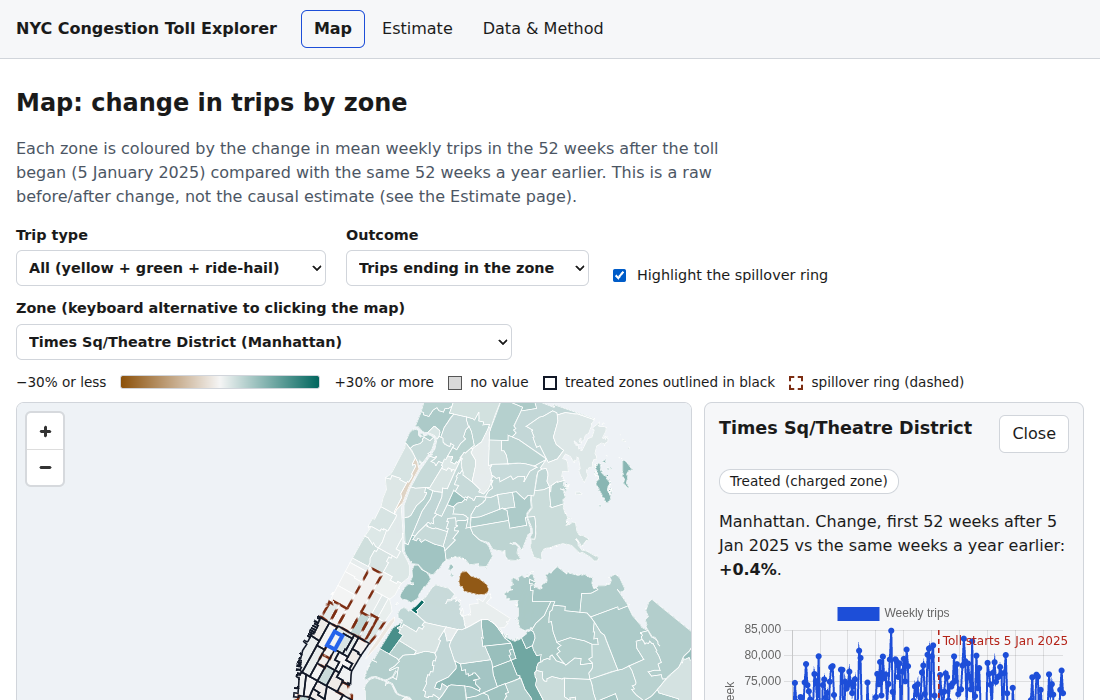 NYC Congestion Toll Explorer
Map
Estimate
Data & Method
Map: change in trips by zone
Each zone is coloured by the change in mean weekly trips in the 52 weeks after the toll
began (5 January 2025) compared with the same 52 weeks a year earlier. This is a raw
before/after change, not the causal estimate (see the Estimate page).
Trip type
Outcome
All (yellow + green + ride-hail)
Trips ending in the zone
Highlight the spillover ring
Zone (keyboard alternative to clicking the map)
Times Sq/Theatre District (Manhattan)
−30% or less
+30% or more
no value
treated zones outlined in black
spillover ring (dashed)
+
−
Times Sq/Theatre District
Close
Treated (charged zone)
Manhattan. Change, first 52 weeks after 5
Jan 2025 vs the same weeks a year earlier:
+0.4%.
Weekly trips
85,000
Toll starts 5 Jan 2025
80,000
75,000